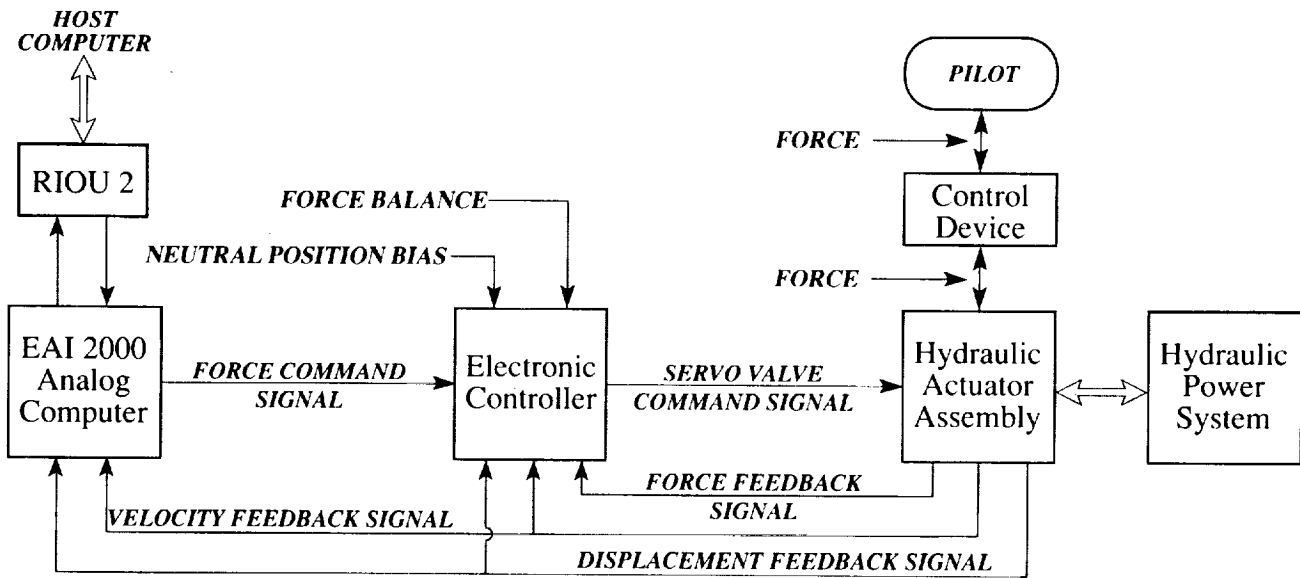 HOST
COMPUTER
PILOT
FORCE
RIOU 2
Control
Device
FORCE BALANCE
NEUTRAL POSITION BIAS
FORCE
EAI 2000
Analog
Computer
FORCE COMMAND
SIGNAL
Electronic
Controller
SERVO VALVE
COMMAND SIGNAL
Hydraulic
Actuator
Assembly
Hydraulic
Power
System
FORCE FEEDBACK
SIGNAL
VELOCITY FEEDBACK SIGNAL
DISPLACEMENT FEEDBACK SIGNAL